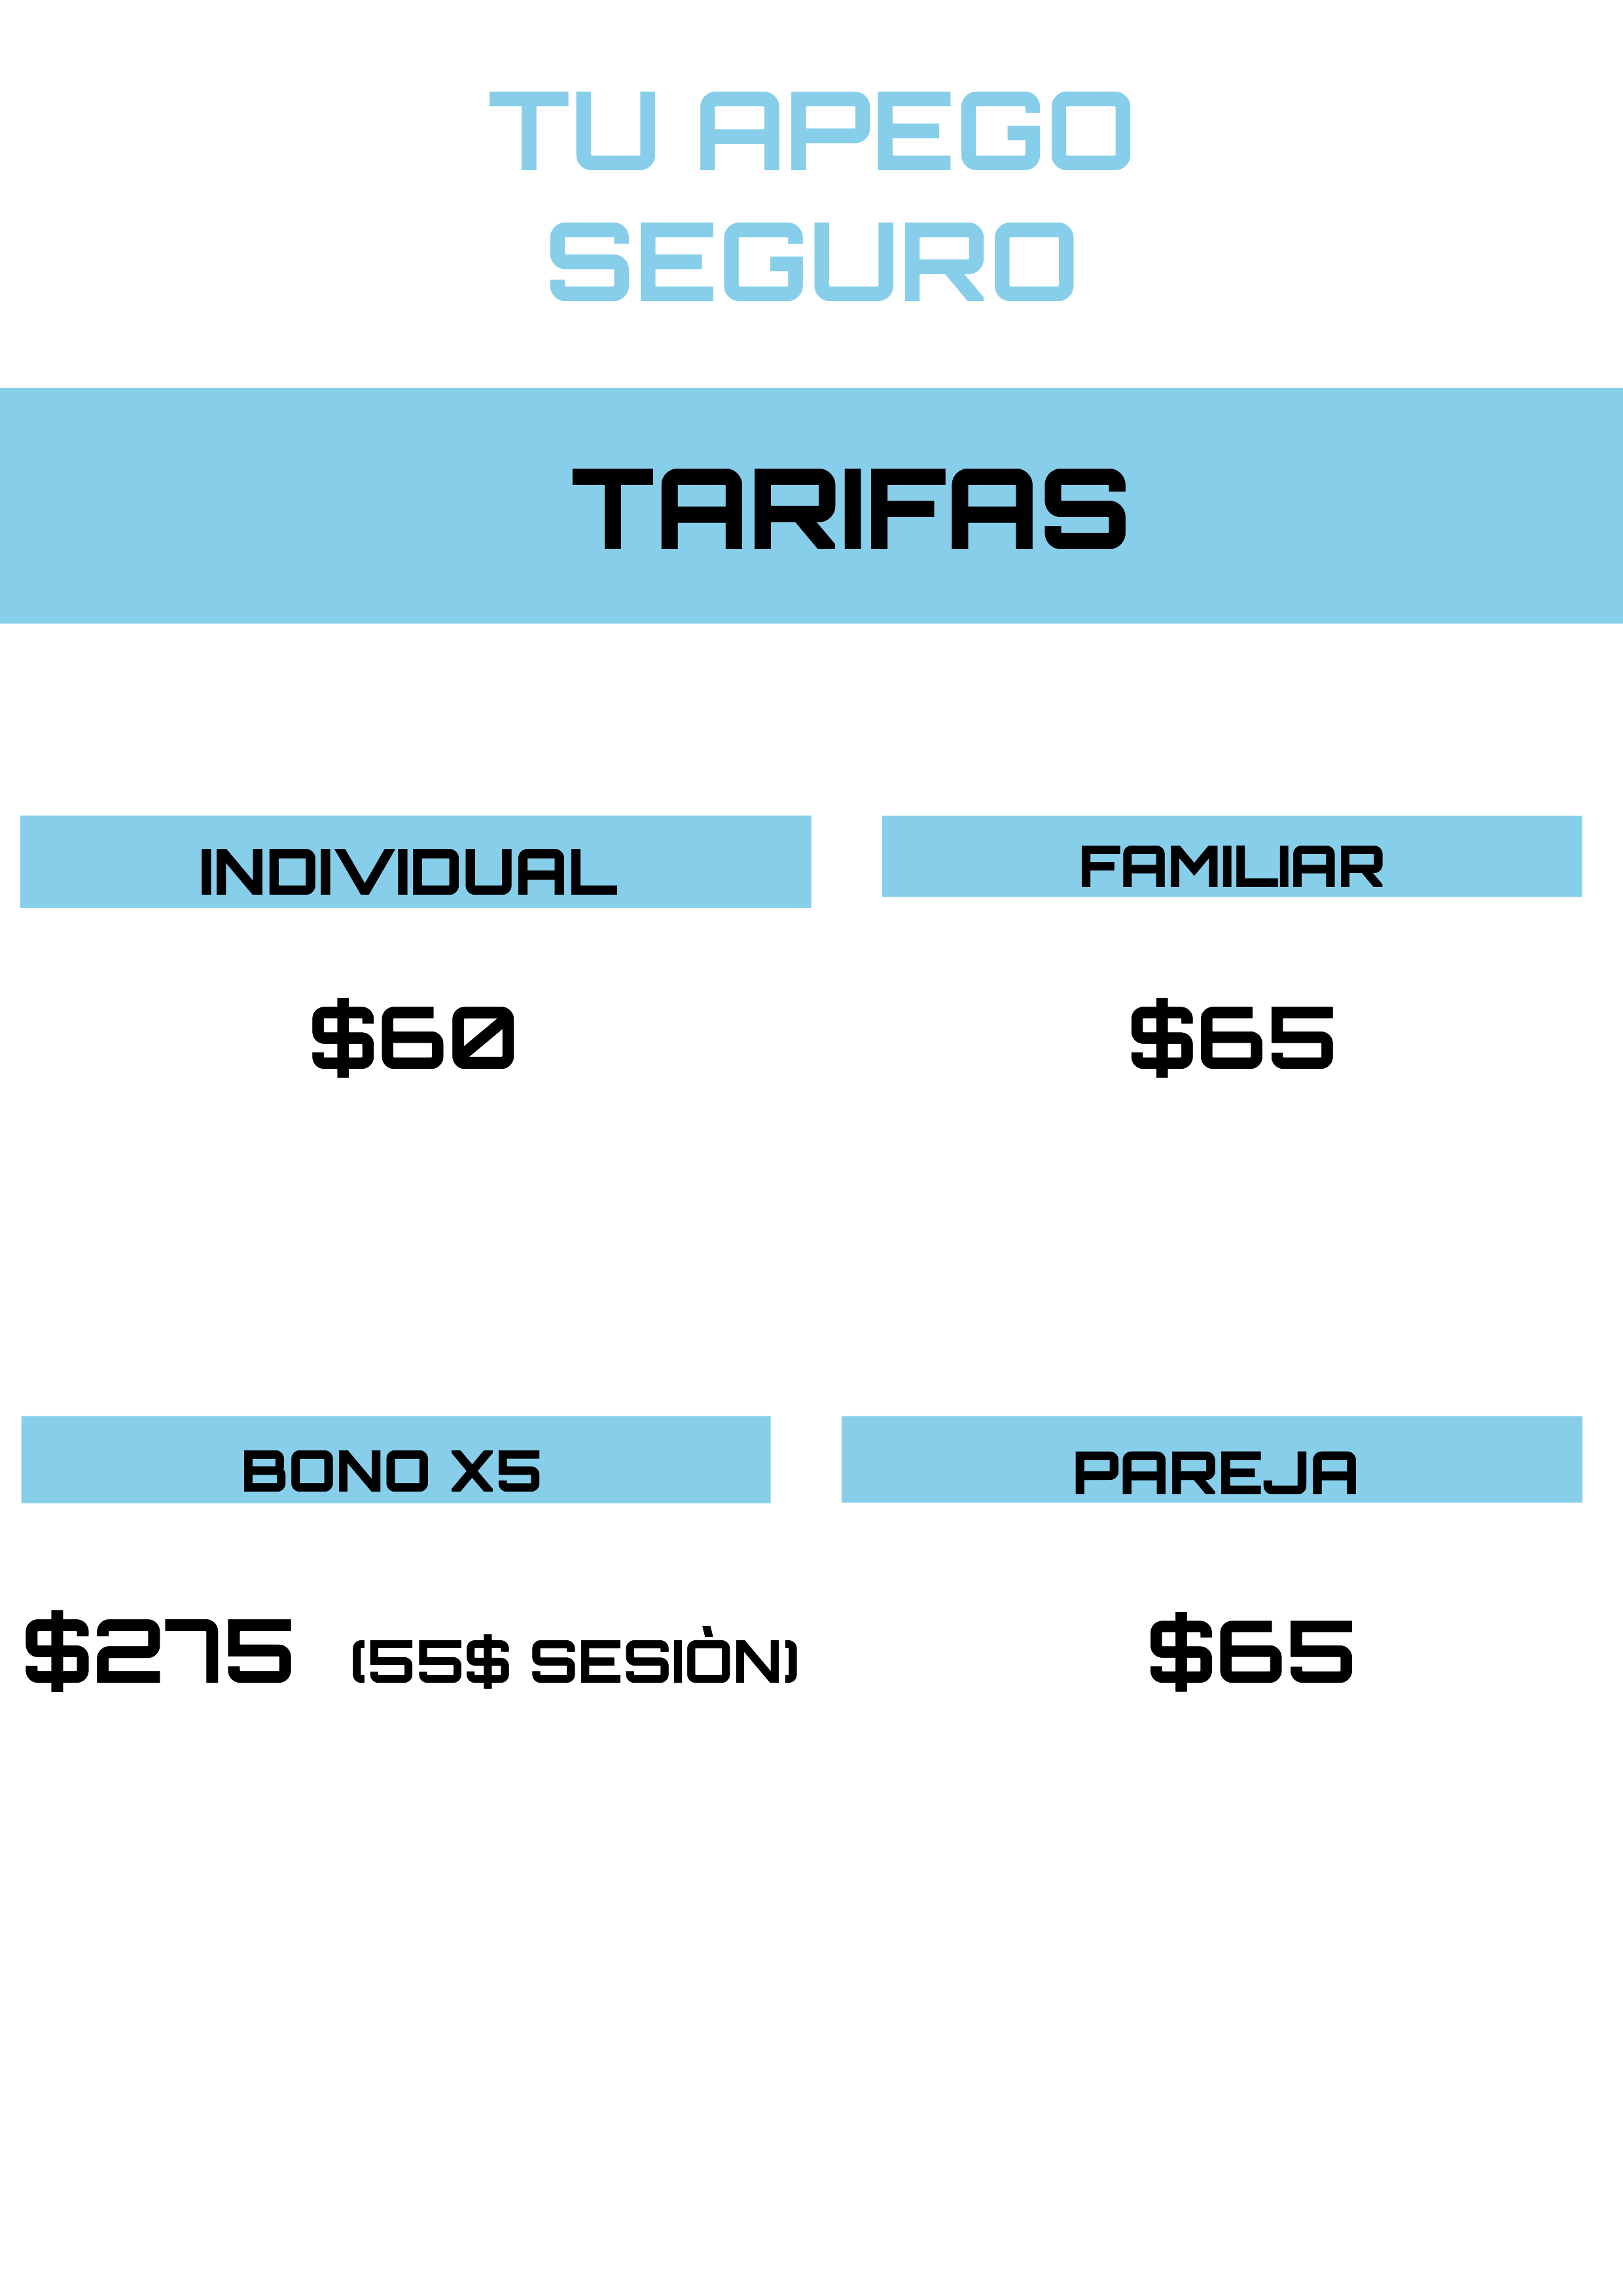 TU APEGO
SEGURO
TARIFAS
INDIVIDUAL
$60
FAMILIAR
$65
BONO X5
$275 (55$ SESIÒN)
PAREJA
$65